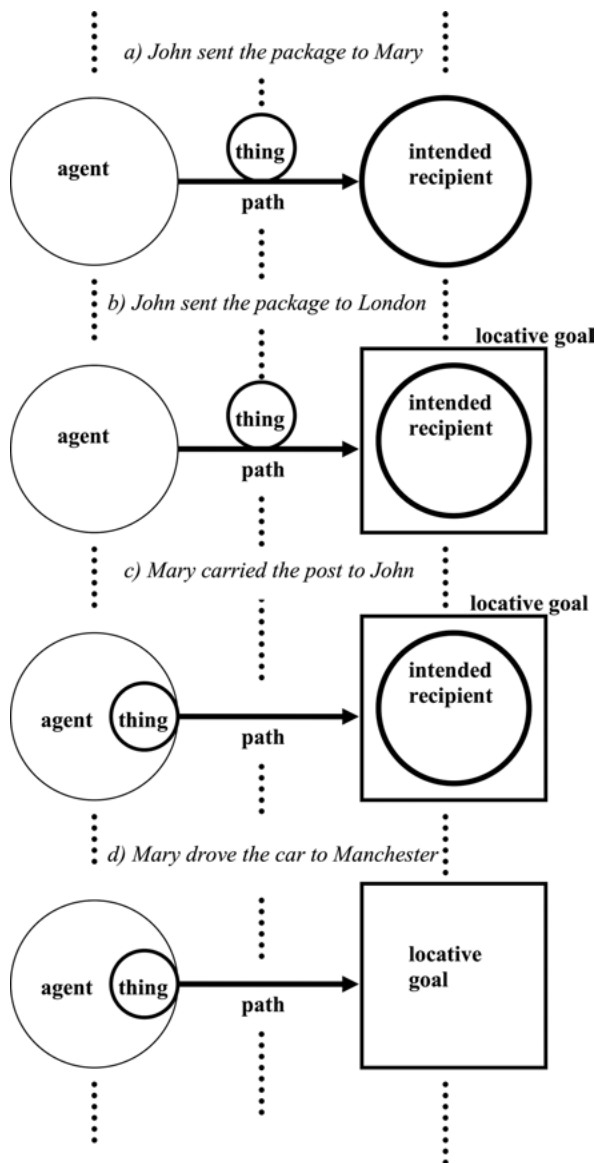 a) John sent the package to Mary
agent
thing
intended
recipient
path
b) John sent the package to London
locative goal
agent
thing
intended
recipient
path
c) Mary carried the post to John
locative goal
agent
thing
intended
recipient
path
d) Mary drove the car to Manchester
agent
thing
locative
goal
path